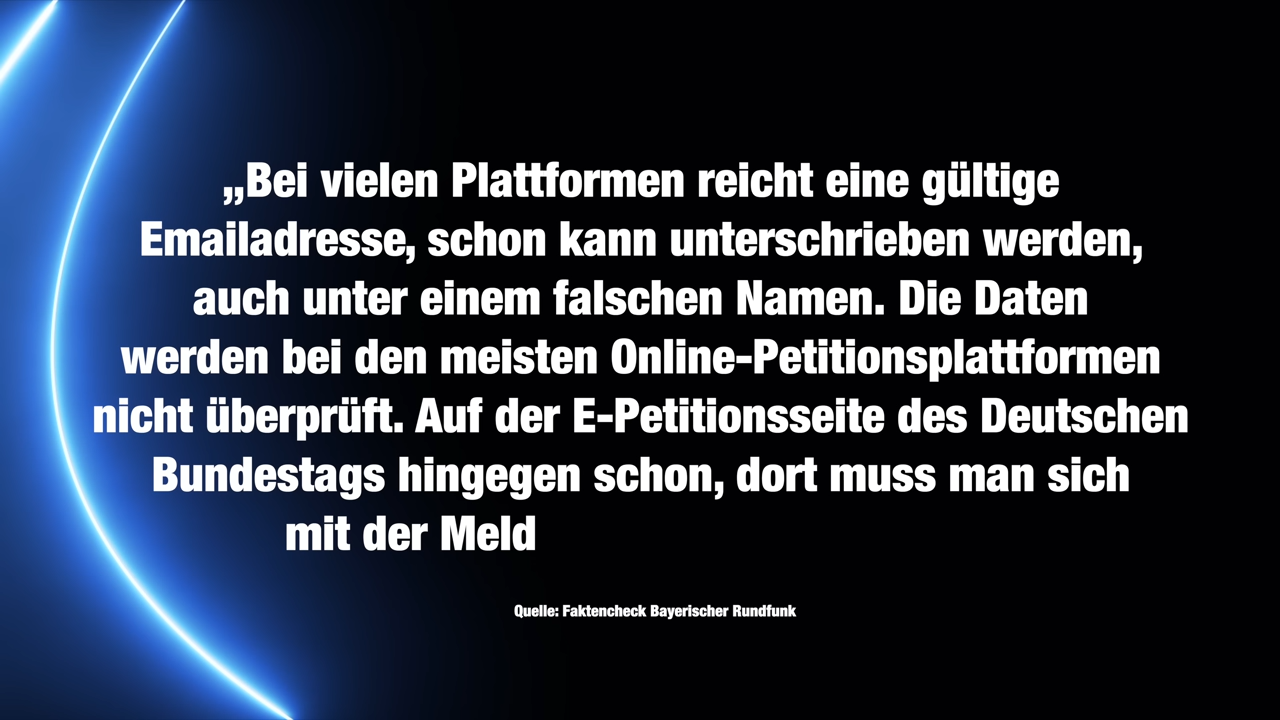 „Bei vielen Plattformen reicht eine gültige
Emailadresse, schon kann unterschrieben werden,
auch unter einem falschen Namen. Die Daten
werden bei den meisten Online-Petitionsplattformen
nicht überprüft. Auf der E-Petitionsseite des Deutschen
Bundestags hingegen schon, dort muss man sich
mit der Meld
Quelle: Faktencheck Bayerischer Rundfunk